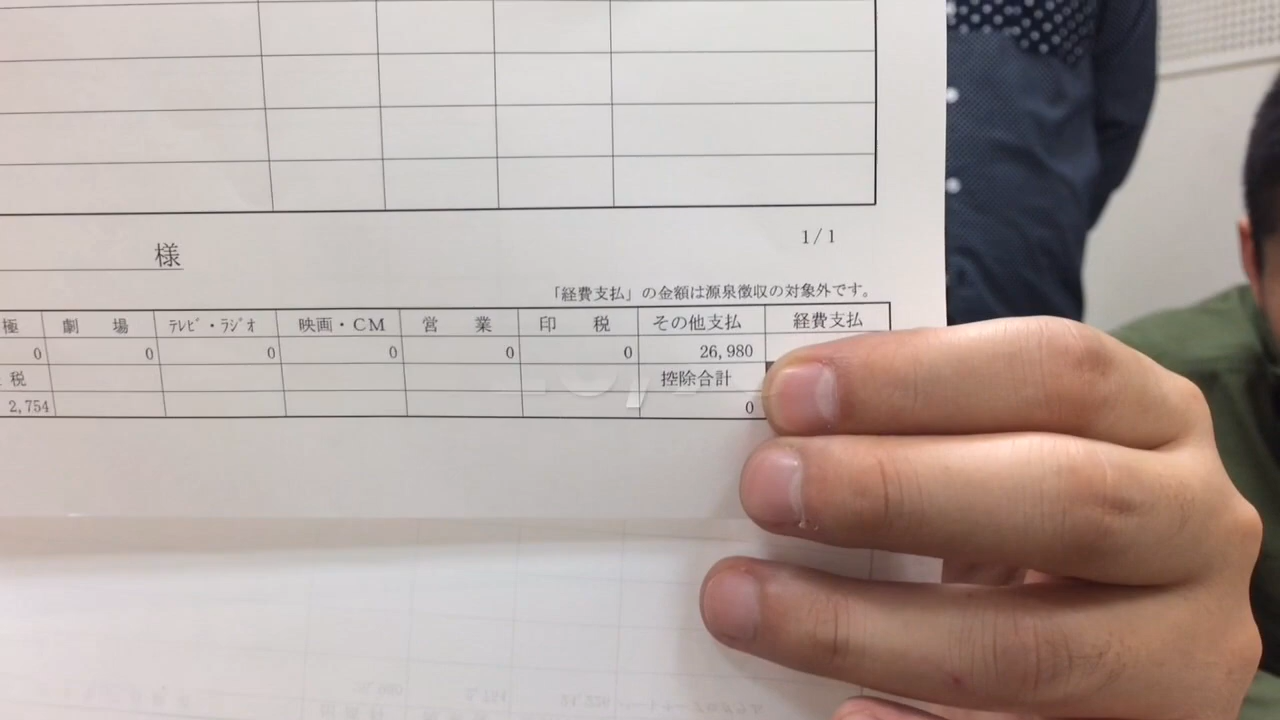 様
1/1
「経費支払」の金額は源泉徴収の対象外です。
極 劇 場 ﾃﾚﾋﾞ・ﾗｼﾞｵ 映画・CM 営 業 印 税 その他支払 経費支払
0 0 0 0 0 0 26,980
税 控除合計
2,754 0